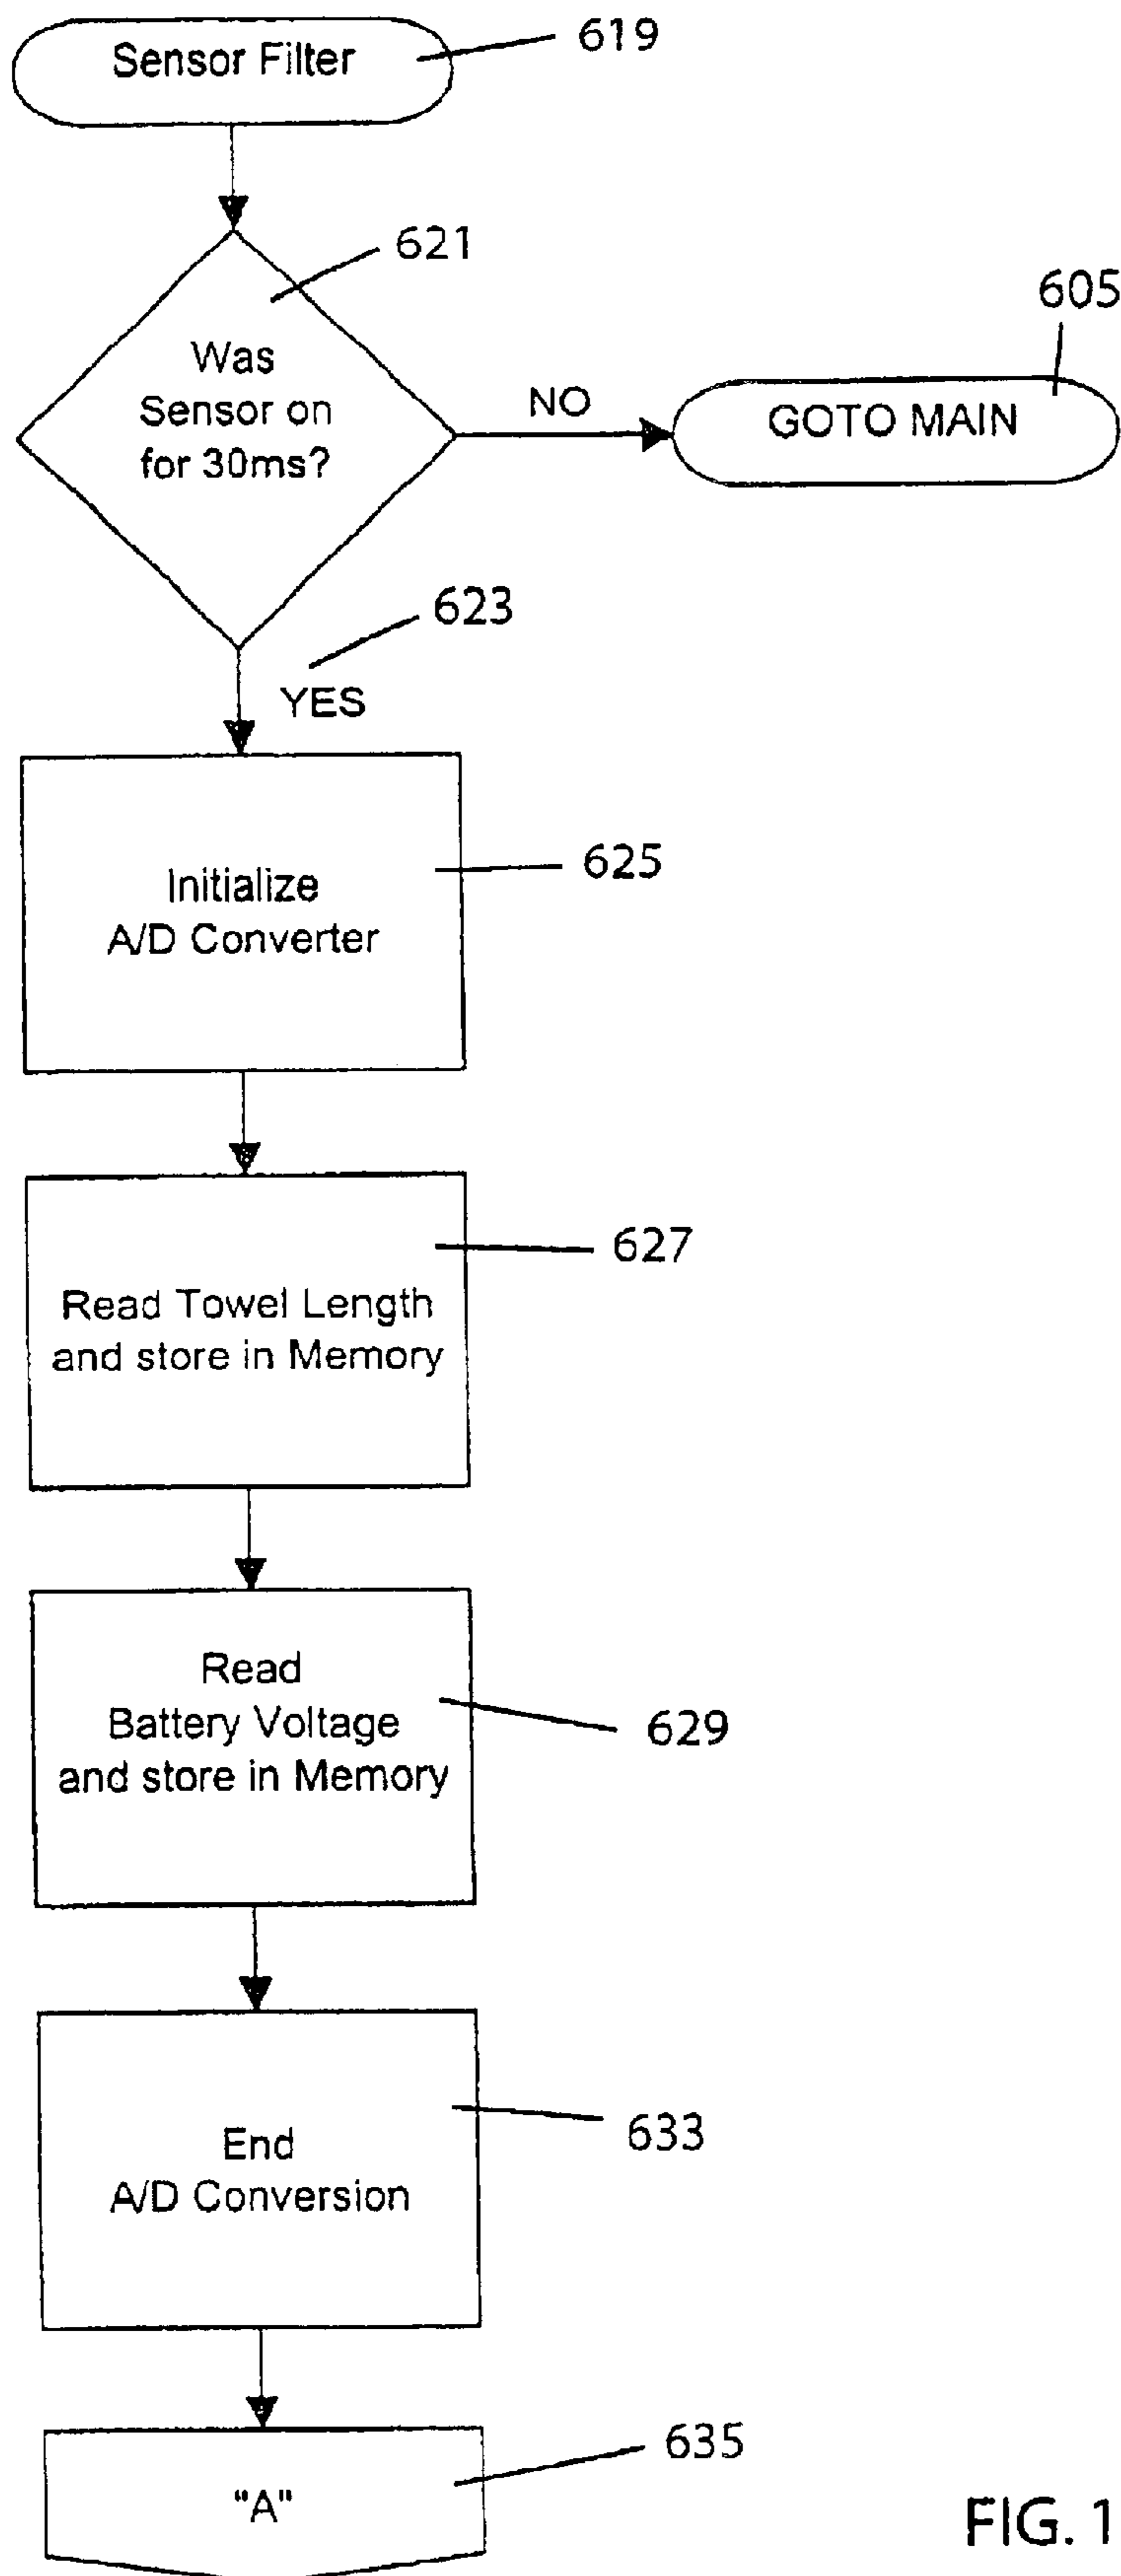 Sensor Filter
619
621
Was
Sensor on
for 30ms?
NO
605
GOTO MAIN
623
YES
Initialize
A/D Converter
625
Read Towel Length
and store in Memory
627
Read
Battery Voltage
and store in Memory
629
End
A/D Conversion
633
"A"
635
FIG. 1